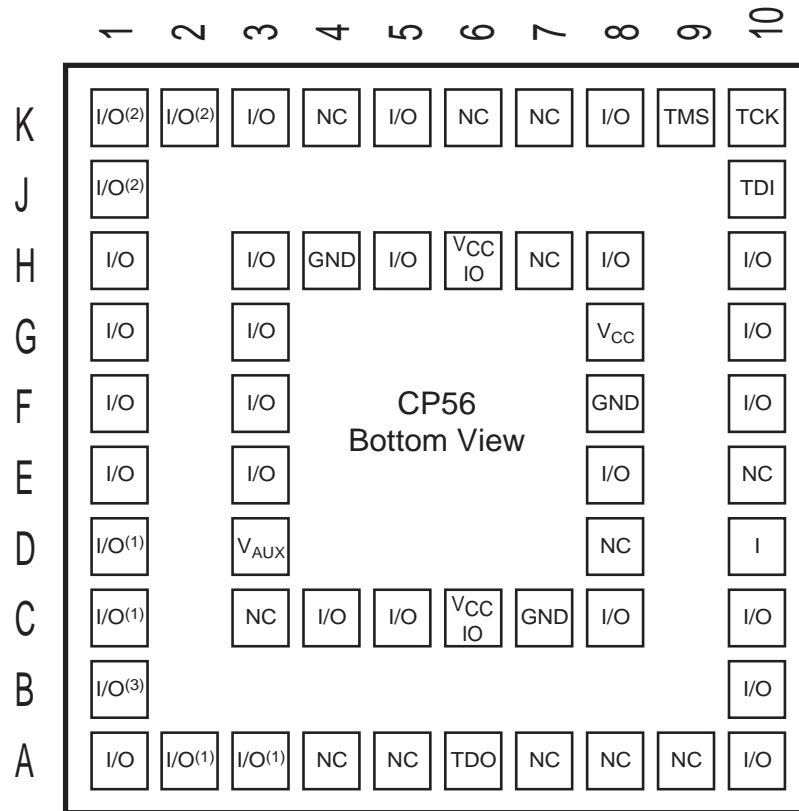 1 2 3 4 5 6 7 8 9 10
K I/O(2) I/O(2) I/O NC I/O NC NC I/O TMS TCK
J I/O(2) TDI
H I/O I/O GND I/O VCC IO NC I/O I/O
G I/O I/O VCC I/O
F I/O I/O CP56 GND I/O
Bottom View
E I/O I/O I/O NC
D I/O(1) VAUX NC I
C I/O(1) NC I/O I/O VCC IO GND I/O I/O
B I/O(3) I/O
A I/O I/O(1) I/O(1) NC NC TDO NC NC NC I/O